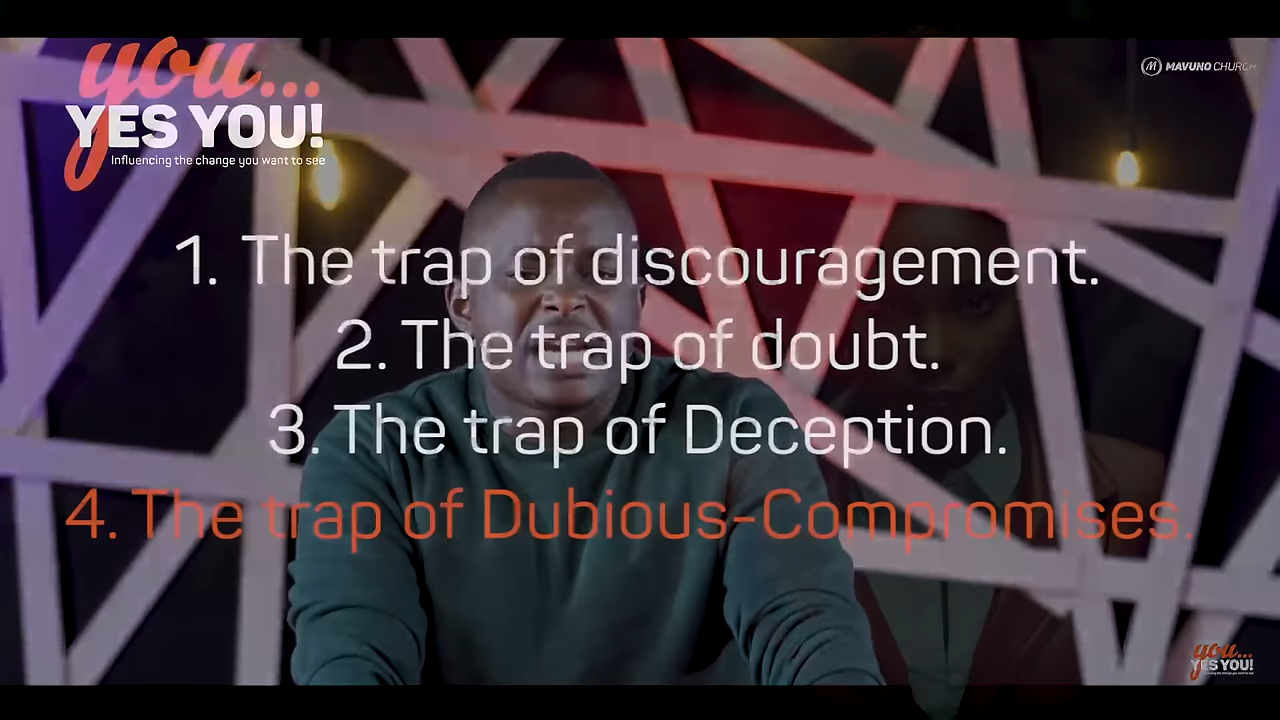 you...
YES YOU!
Influencing the change you want to see
MAVUNO CHURCH
1. The trap of discouragement.
2. The trap of doubt.
3. The trap of Deception.
4. The trap of Dubious-Compromises.
you...
YES YOU!